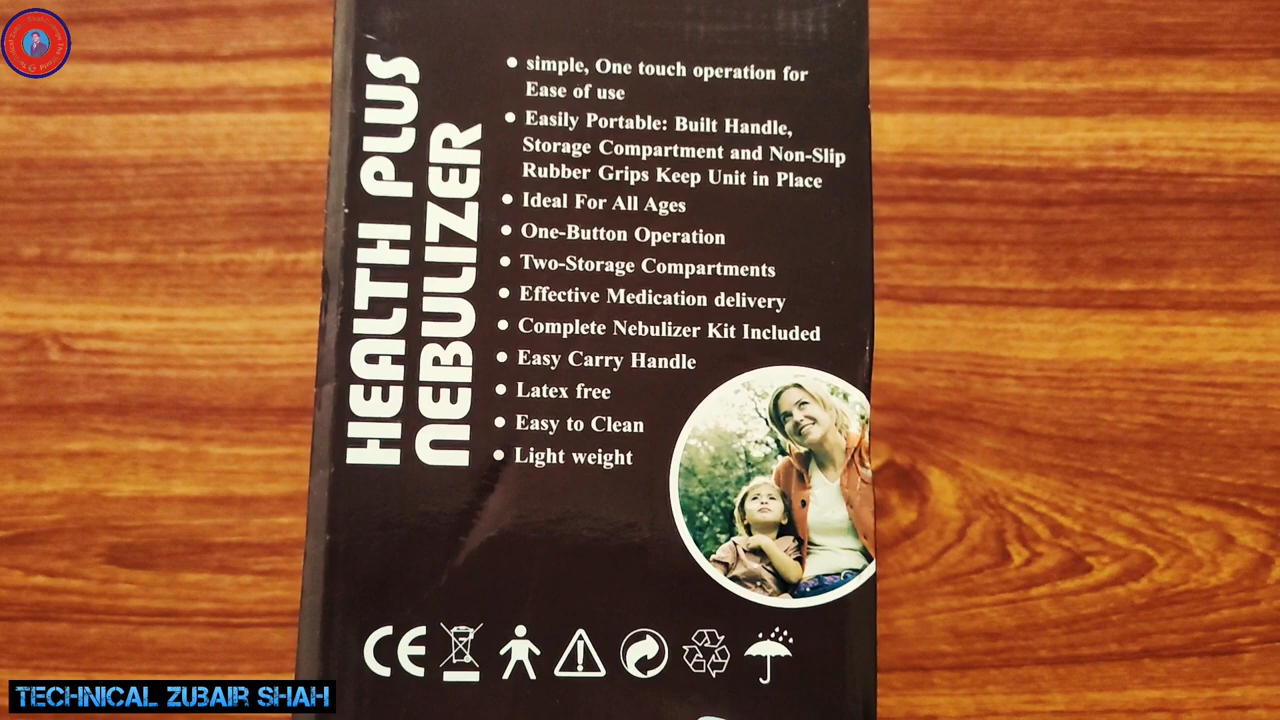 HEALTH PLUS
NEBULIZER
• simple, One touch operation for
Ease of use
• Easily Portable: Built Handle,
Storage Compartment and Non-Slip
Rubber Grips Keep Unit in Place
• Ideal For All Ages
• One-Button Operation
• Two-Storage Compartments
• Effective Medication delivery
• Complete Nebulizer Kit Included
• Easy Carry Handle
• Latex free
• Easy to Clean
• Light weight
CE
TECHNICAL ZUBAIR SHAH